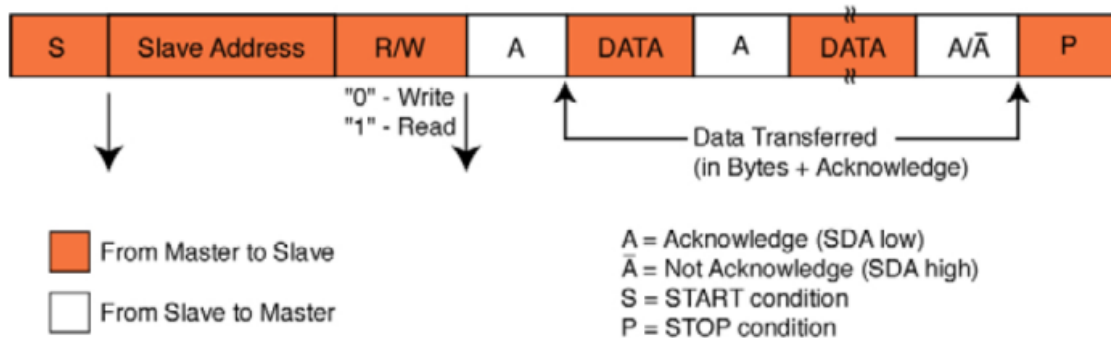 S Slave Address R/W A DATA A DATA A/Ā P
"0" - Write
"1" - Read
Data Transferred
(in Bytes + Acknowledge)
From Master to Slave
From Slave to Master
A = Acknowledge (SDA low)
Ā = Not Acknowledge (SDA high)
S = START condition
P = STOP condition